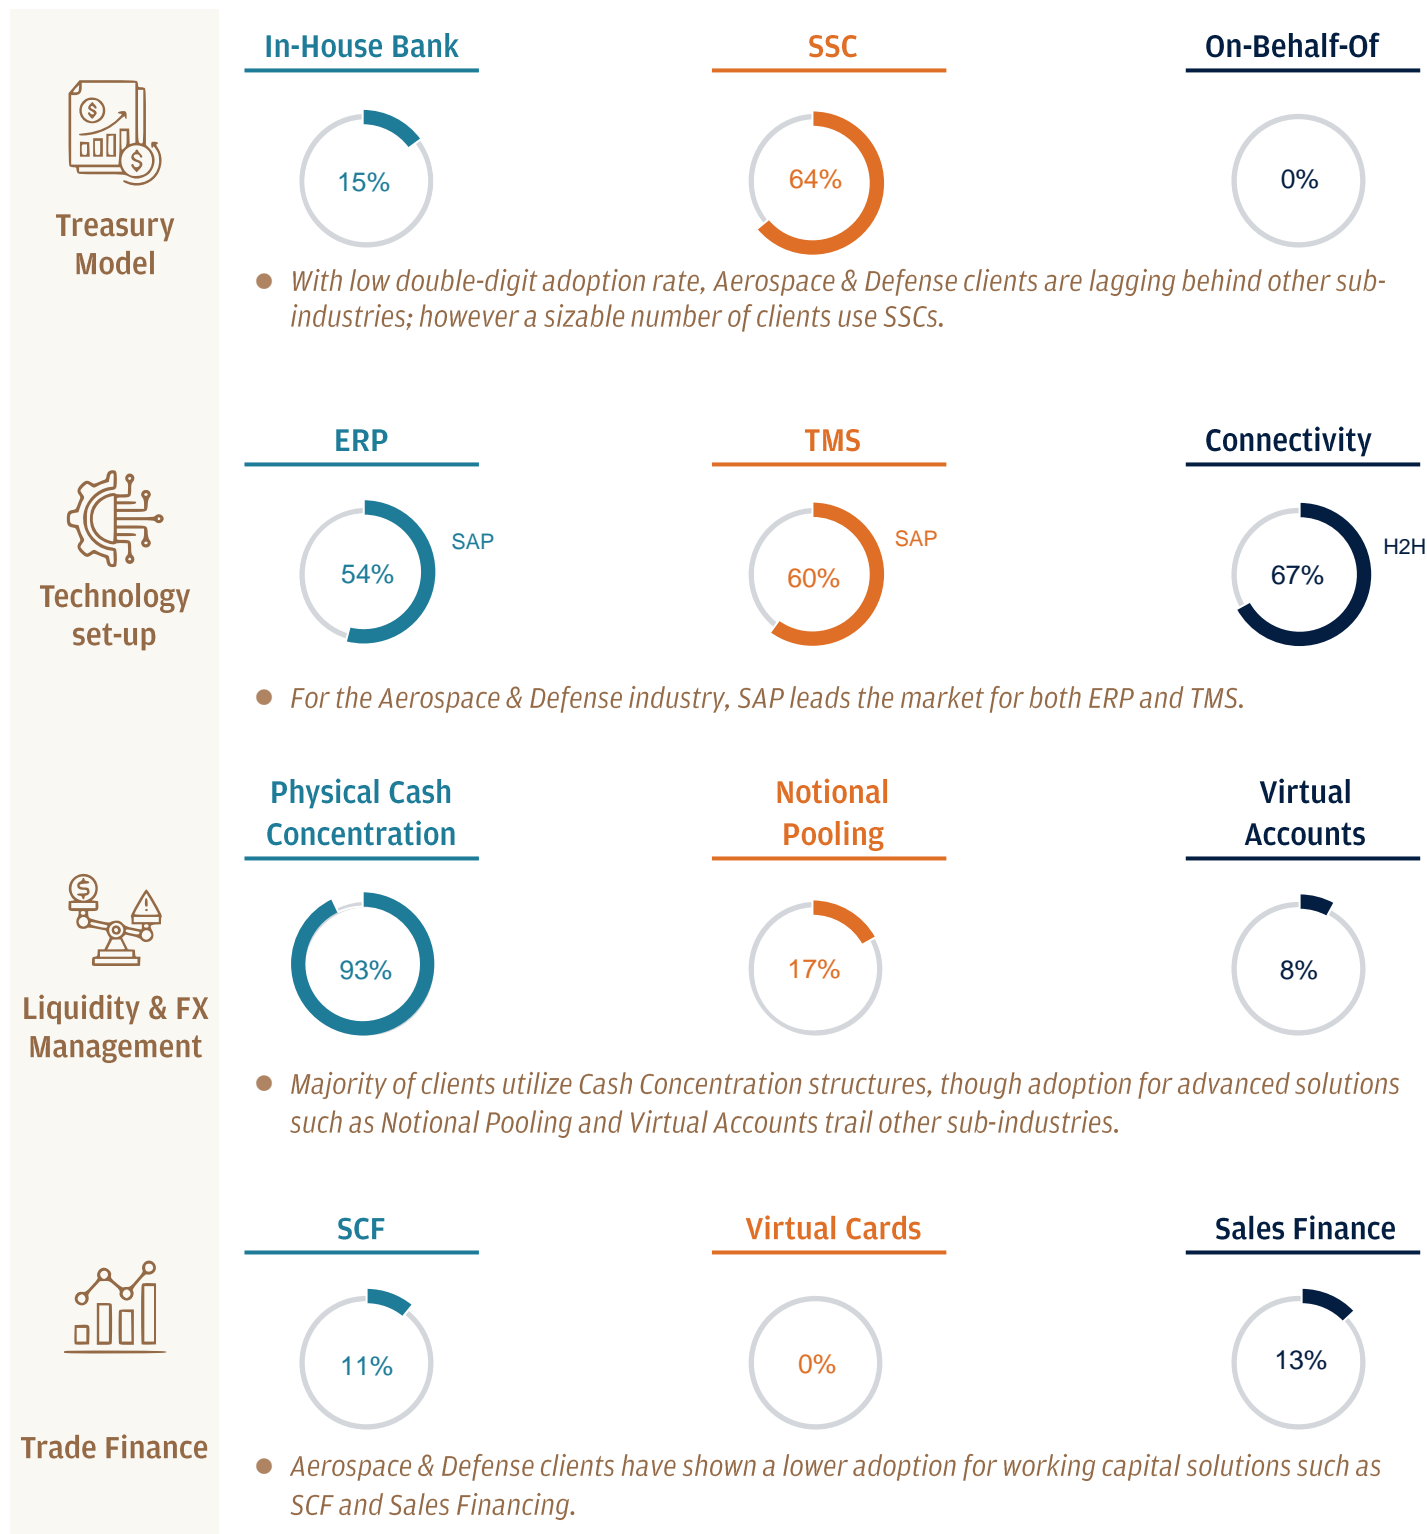 In-House Bank
SSC
On-Behalf-Of
15%
64%
0%
Treasury
Model
● With low double-digit adoption rate, Aerospace & Defense clients are lagging behind other sub-
industries; however a sizable number of clients use SSCs.
ERP
TMS
Connectivity
54%
SAP
60%
SAP
67%
H2H
Technology
set-up
● For the Aerospace & Defense industry, SAP leads the market for both ERP and TMS.
Physical Cash
Concentration
Notional
Pooling
Virtual
Accounts
93%
17%
8%
Liquidity & FX
Management
● Majority of clients utilize Cash Concentration structures, though adoption for advanced solutions
such as Notional Pooling and Virtual Accounts trail other sub-industries.
SCF
Virtual Cards
Sales Finance
11%
0%
13%
Trade Finance
● Aerospace & Defense clients have shown a lower adoption for working capital solutions such as
SCF and Sales Financing.